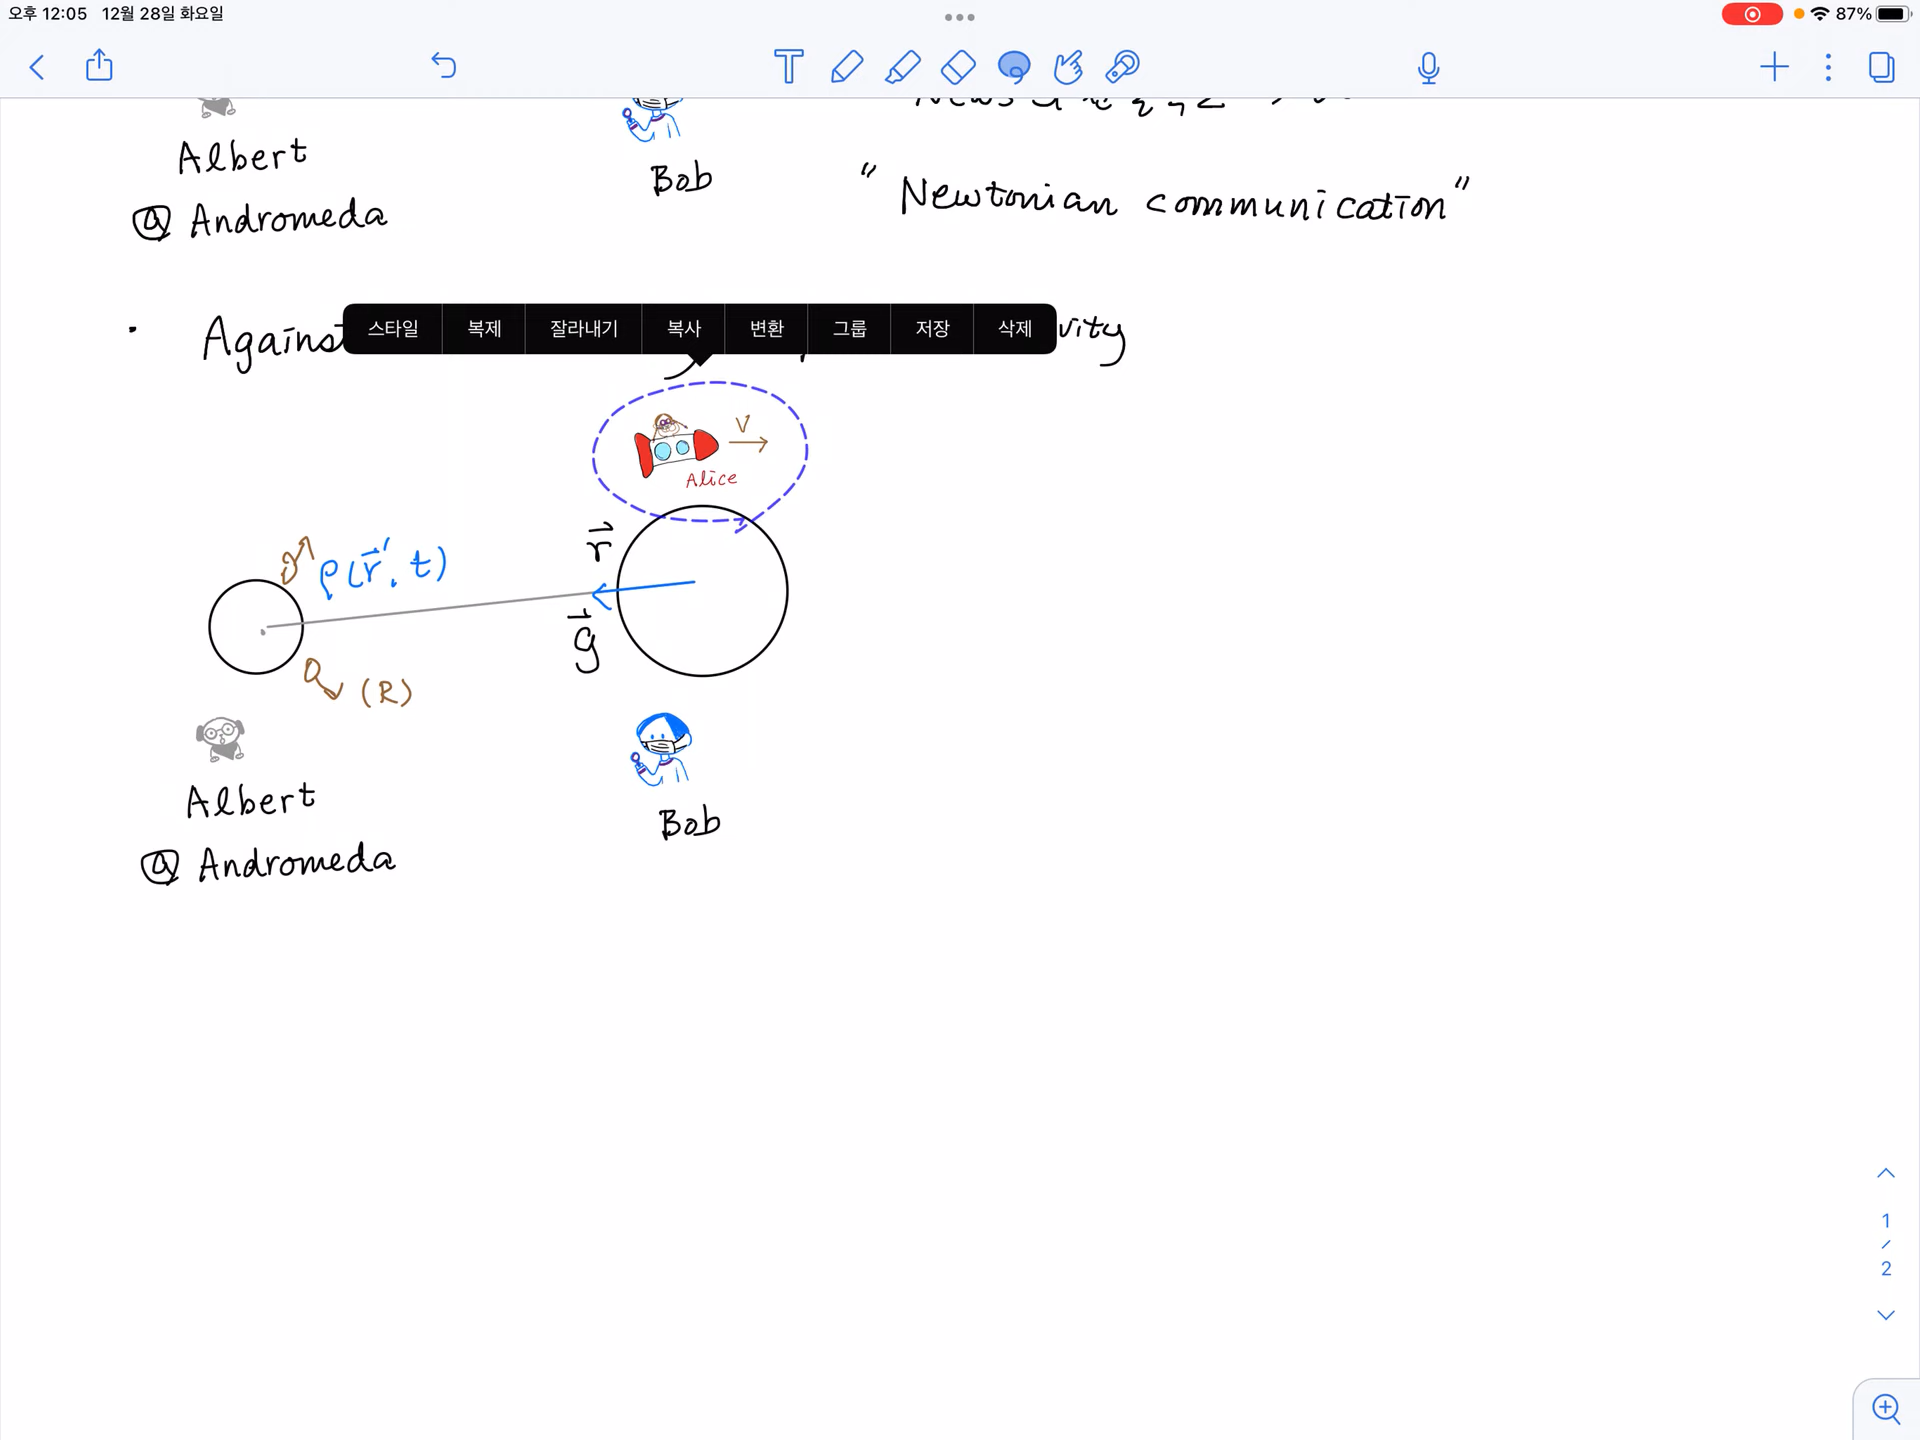 오후 12:05 12월 28일 화요일
87%
Albert
@ Andromeda
Bob
"Newtonian communication"
스타일 복제 잘라내기 복사 변환 그룹 저장 삭제
· Against
vity
V
Alice
r⃗
ρ(r⃗′, t)
g⃗
(R)
Albert
@ Andromeda
Bob
1
/
2